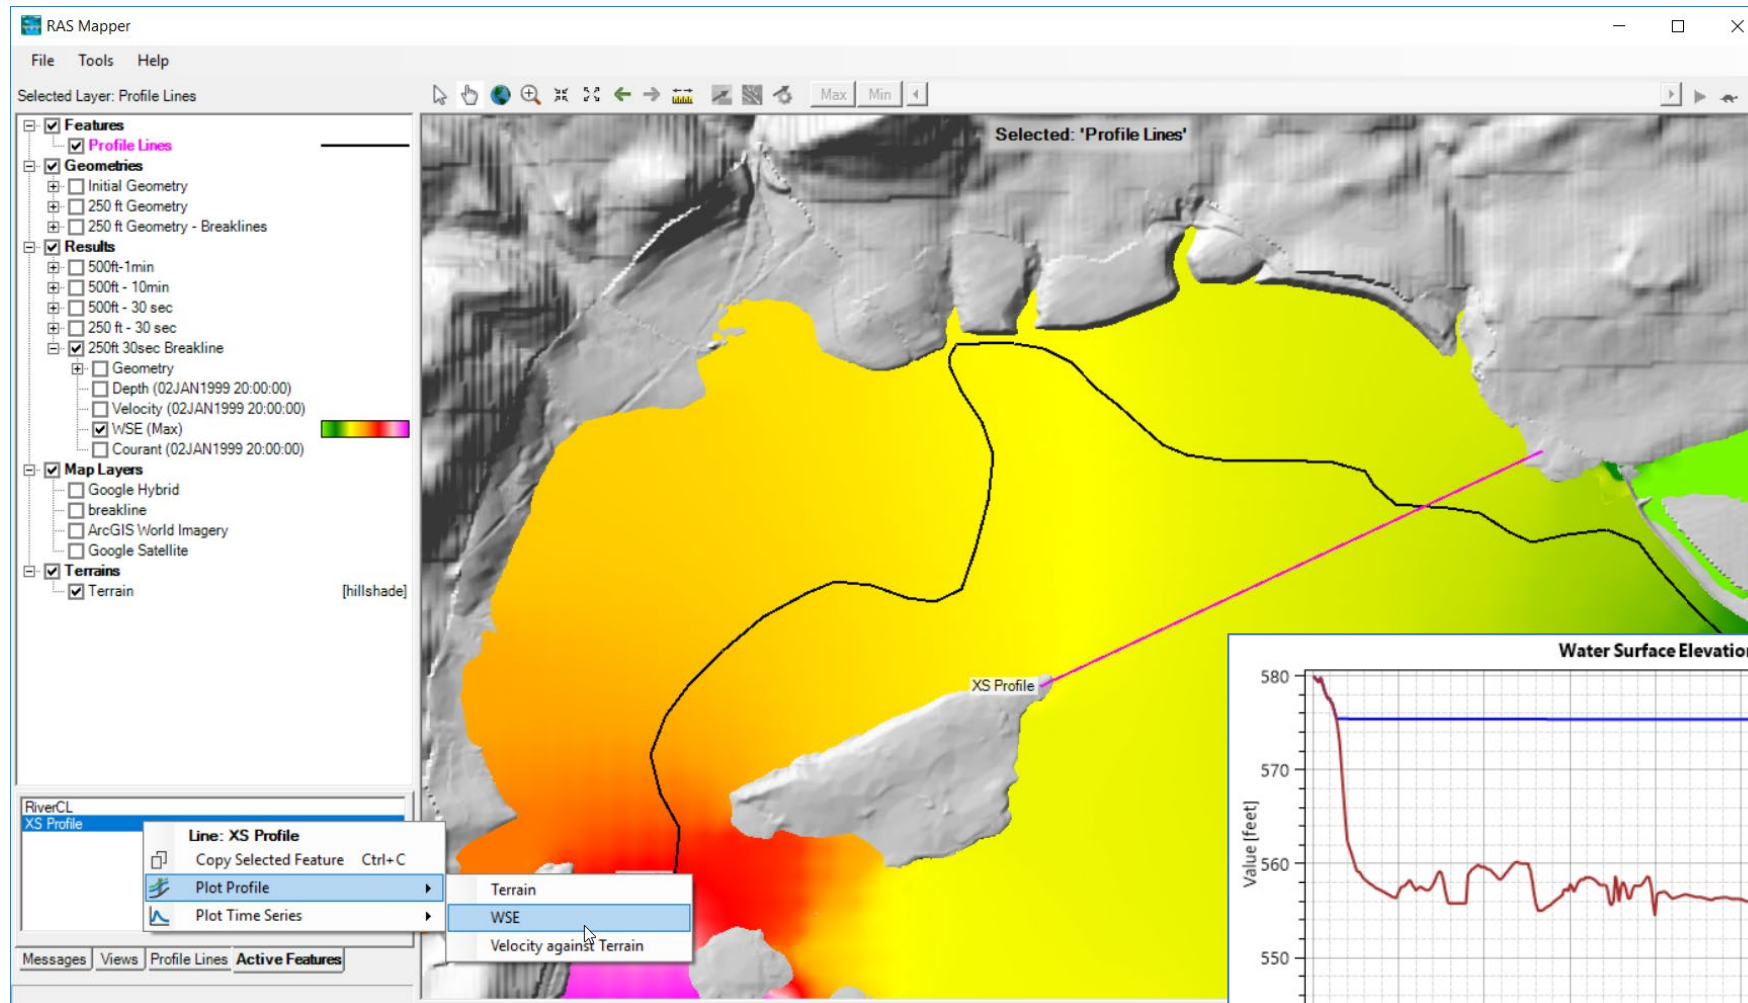 RAS Mapper
File Tools Help
Selected Layer: Profile Lines
Max Min
Features
Profile Lines
Geometries
Initial Geometry
250 ft Geometry
250 ft Geometry - Breaklines
Results
500ft-1min
500ft - 10min
500ft - 30 sec
250 ft - 30 sec
250ft 30sec Breakline
Geometry
Depth (02JAN1999 20:00:00)
Velocity (02JAN1999 20:00:00)
WSE (Max)
Courant (02JAN1999 20:00:00)
Map Layers
Google Hybrid
breakline
ArcGIS World Imagery
Google Satellite
Terrains
Terrain [hillshade]
Selected: 'Profile Lines'
XS Profile
RiverCL
XS Profile
Line: XS Profile
Copy Selected Feature Ctrl+C
Plot Profile
Plot Time Series
Terrain
WSE
Velocity against Terrain
Messages Views Profile Lines Active Features
Water Surface Elevation
Value [feet]
580
570
560
550